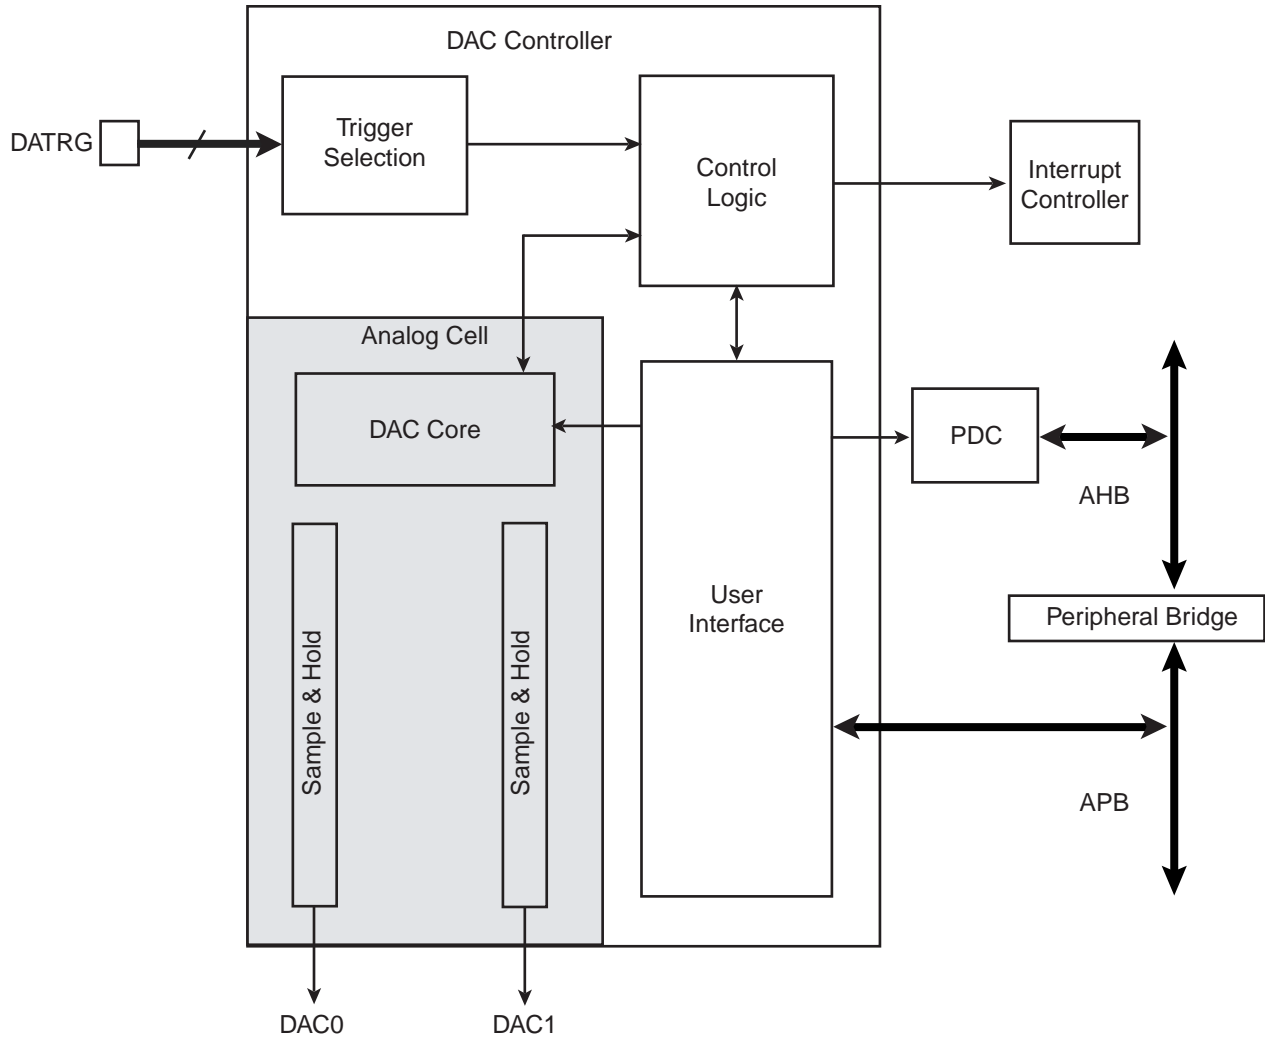 DAC Controller
DATRG
Trigger
Selection
Control
Logic
Interrupt
Controller
Analog Cell
DAC Core
PDC
AHB
User
Interface
Peripheral Bridge
Sample & Hold
Sample & Hold
APB
DAC0
DAC1